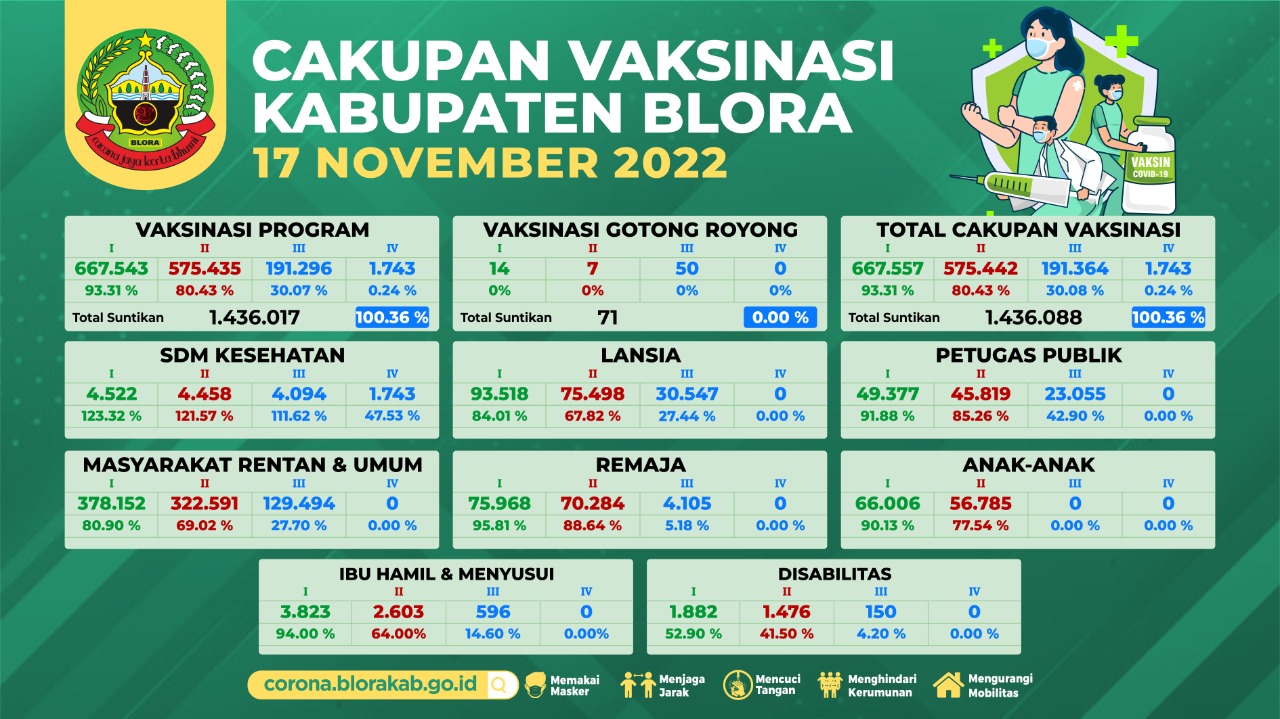 CAKUPAN VAKSINASI
KABUPATEN BLORA
17 NOVEMBER 2022
BLORA
cacana jaya kerta bhumi
VAKSIN
COVID-19
VAKSINASI PROGRAM
I II III IV
667.543 575.435 191.296 1.743
93.31 % 80.43 % 30.07 % 0.24 %
Total Suntikan 1.436.017 100.36 %
VAKSINASI GOTONG ROYONG
I II III IV
14 7 50 0
0% 0% 0% 0%
Total Suntikan 71 0.00 %
TOTAL CAKUPAN VAKSINASI
I II III IV
667.557 575.442 191.364 1.743
93.31 % 80.43 % 30.08 % 0.24 %
Total Suntikan 1.436.088 100.36 %
SDM KESEHATAN
I II III IV
4.522 4.458 4.094 1.743
123.32 % 121.57 % 111.62 % 47.53 %
LANSIA
I II III IV
93.518 75.498 30.547 0
84.01 % 67.82 % 27.44 % 0.00 %
PETUGAS PUBLIK
I II III IV
49.377 45.819 23.055 0
91.88 % 85.26 % 42.90 % 0.00 %
MASYARAKAT RENTAN & UMUM
I II III IV
378.152 322.591 129.494 0
80.90 % 69.02 % 27.70 % 0.00 %
REMAJA
I II III IV
75.968 70.284 4.105 0
95.81 % 88.64 % 5.18 % 0.00 %
ANAK-ANAK
I II III IV
66.006 56.785 0 0
90.13 % 77.54 % 0.00 % 0.00 %
IBU HAMIL & MENYUSUI
I II III IV
3.823 2.603 596 0
94.00 % 64.00% 14.60 % 0.00%
DISABILITAS
I II III IV
1.882 1.476 150 0
52.90 % 41.50 % 4.20 % 0.00 %
corona.blorakab.go.id
Memakai
Masker
Menjaga
Jarak
Mencuci
Tangan
Menghindari
Kerumunan
Mengurangi
Mobilitas